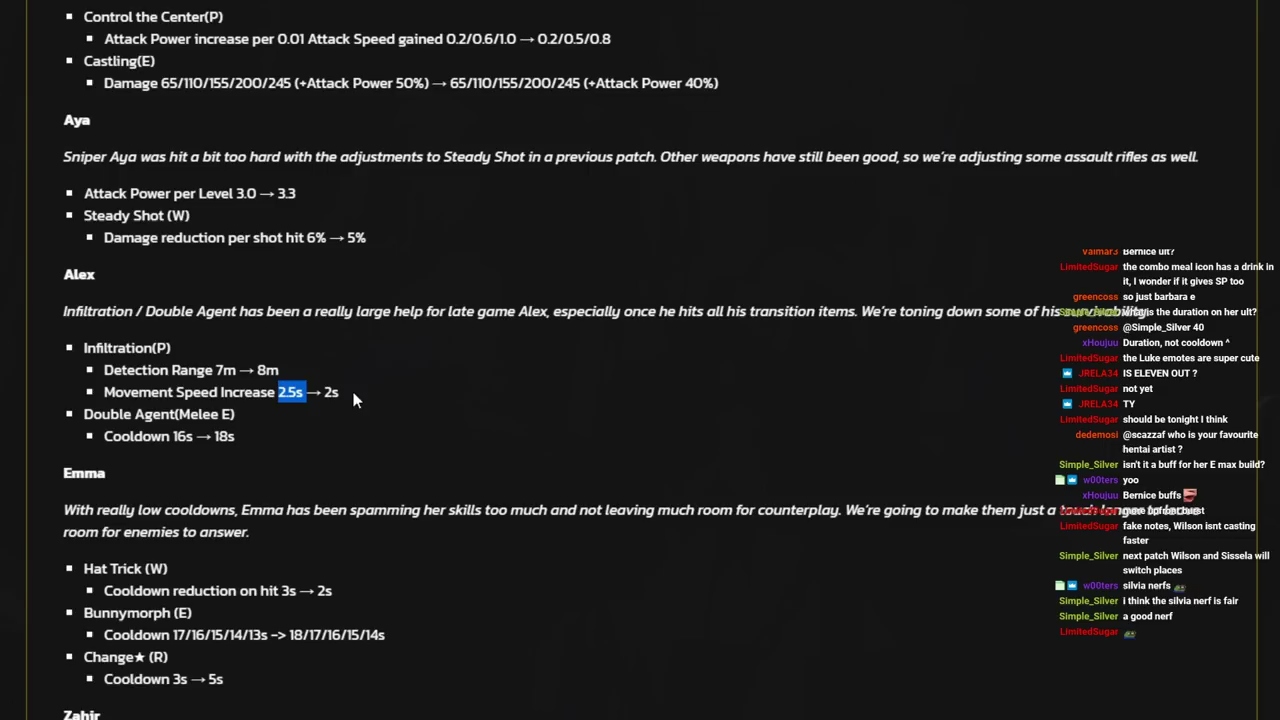 Control the Center(P)
Attack Power increase per 0.01 Attack Speed gained 0.2/0.6/1.0 → 0.2/0.5/0.8
Castling(E)
Damage 65/110/155/200/245 (+Attack Power 50%) → 65/110/155/200/245 (+Attack Power 40%)
Aya
Sniper Aya was hit a bit too hard with the adjustments to Steady Shot in a previous patch. Other weapons have still been good, so we're adjusting some assault rifles as well.
Attack Power per Level 3.0 → 3.3
Steady Shot (W)
Damage reduction per shot hit 6% → 5%
Alex
Infiltration / Double Agent has been a really large help for late game Alex, especially once he hits all his transition items. We're toning down some of his survivability.
Infiltration(P)
Detection Range 7m → 8m
Movement Speed Increase 2.5s → 2s
Double Agent(Melee E)
Cooldown 16s → 18s
Emma
With really low cooldowns, Emma has been spamming her skills too much and not leaving much room for counterplay. We're going to make them just a touch longer
room for enemies to answer.
Hat Trick (W)
Cooldown reduction on hit 3s → 2s
Bunnymorph (E)
Cooldown 17/16/15/14/13s -> 18/17/16/15/14s
Change★ (R)
Cooldown 3s → 5s
Zahir
valmar3 Bernice ult?
LimitedSugar the combo meal icon has a drink in
it, I wonder if it gives SP too
greencoss so just barbara e
is the duration on her ult?
greencoss @Simple_Silver 40
xHoujuu Duration, not cooldown ^
LimitedSugar the Luke emotes are super cute
JRELA34 IS ELEVEN OUT ?
LimitedSugar not yet
JRELA34 TY
LimitedSugar should be tonight I think
dedemosi @scazzaf who is your favourite
hentai artist ?
Simple_Silver isn't it a buff for her E max build?
w00ters yoo
xHoujuu Bernice buffs
LimitedSugar fake notes, Wilson isnt casting
faster
Simple_Silver next patch Wilson and Sissela will
switch places
w00ters silvia nerfs
Simple_Silver i think the silvia nerf is fair
Simple_Silver a good nerf
LimitedSugar